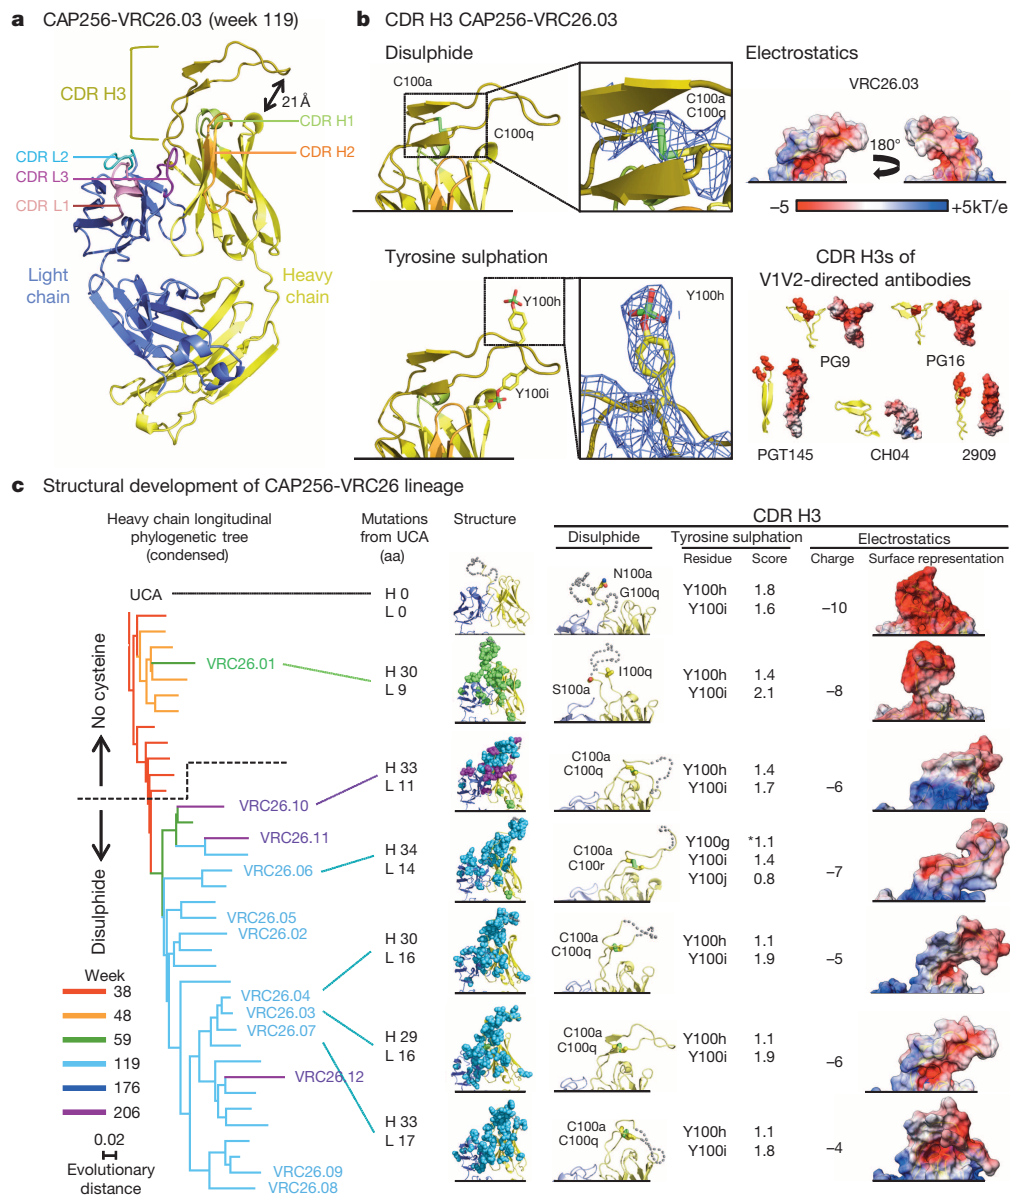 a CAP256-VRC26.03 (week 119)
CDR H3
21Å
CDR H1
CDR H2
CDR L2
CDR L3
CDR L1
Light
chain
Heavy
chain
b CDR H3 CAP256-VRC26.03
Disulphide
C100a
C100q
C100a
C100q
Electrostatics
VRC26.03
180°
–5
+5kT/e
Tyrosine sulphation
Y100h
Y100i
Y100h
CDR H3s of
V1V2-directed antibodies
PG9
PG16
PGT145
CH04
2909
c Structural development of CAP256-VRC26 lineage
Heavy chain longitudinal
phylogenetic tree
(condensed)
Mutations
from UCA
(aa)
Structure
CDR H3
Disulphide
Tyrosine sulphation
Residue Score
Electrostatics
Charge Surface representation
UCA
H 0
L 0
N100a
G100q
Y100h 1.8
Y100i 1.6
–10
VRC26.01
H 30
L 9
I100q
S100a
Y100h 1.4
Y100i 2.1
–8
No cysteine
Disulphide
VRC26.10
H 33
L 11
C100a
C100q
Y100h 1.4
Y100i 1.7
–6
VRC26.11
VRC26.06
H 34
L 14
C100a
C100r
Y100g *1.1
Y100i 1.4
Y100j 0.8
–7
VRC26.05
VRC26.02
H 30
L 16
C100a
C100q
Y100h 1.1
Y100i 1.9
–5
VRC26.04
VRC26.03
VRC26.07
H 29
L 16
C100a
C100q
Y100h 1.1
Y100i 1.9
–6
VRC26.12
H 33
L 17
C100a
C100q
Y100h 1.1
Y100i 1.8
–4
VRC26.09
VRC26.08
Week
38
48
59
119
176
206
0.02
Evolutionary
distance